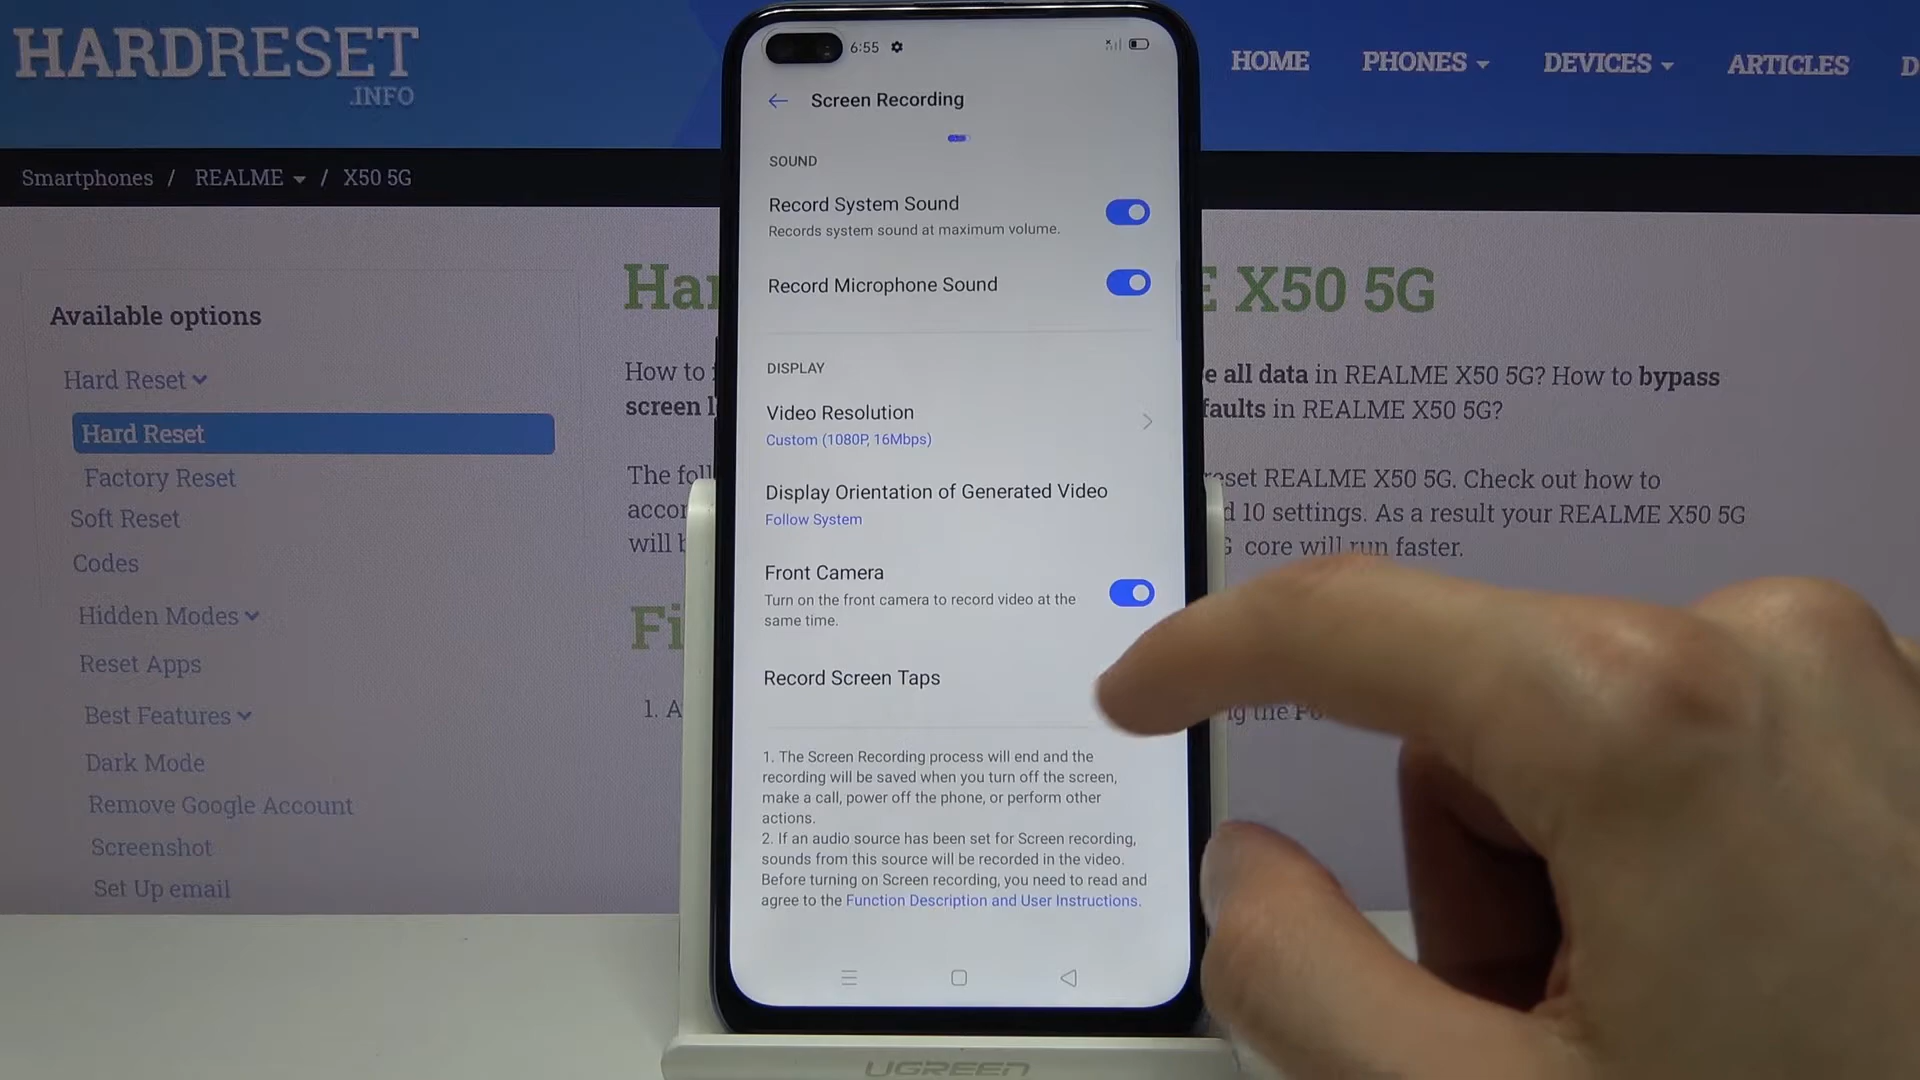 HARDRESET
.INFO
HOME PHONES DEVICES ARTICLES D
Smartphones / REALME / X50 5G
Available options
Hard Reset
Hard Reset
Factory Reset
Soft Reset
Codes
Hidden Modes
Reset Apps
Best Features
Dark Mode
Remove Google Account
Screenshot
Set Up email
6:55
Screen Recording
SOUND
Record System Sound
Records system sound at maximum volume.
Record Microphone Sound
DISPLAY
Video Resolution
Custom (1080P, 16Mbps)
Display Orientation of Generated Video
Follow System
Front Camera
Turn on the front camera to record video at the
same time.
Record Screen Taps
1. The Screen Recording process will end and the
recording will be saved when you turn off the screen,
make a call, power off the phone, or perform other
actions.
2. If an audio source has been set for Screen recording,
sounds from this source will be recorded in the video.
Before turning on Screen recording, you need to read and
agree to the Function Description and User Instructions.
X50 5G
How to
e all data in REALME X50 5G? How to bypass
screen
faults in REALME X50 5G?
The
reset REALME X50 5G. Check out how to
d 10 settings. As a result your REALME X50 5G
will
core will run faster.
1. A
the
UGREEN